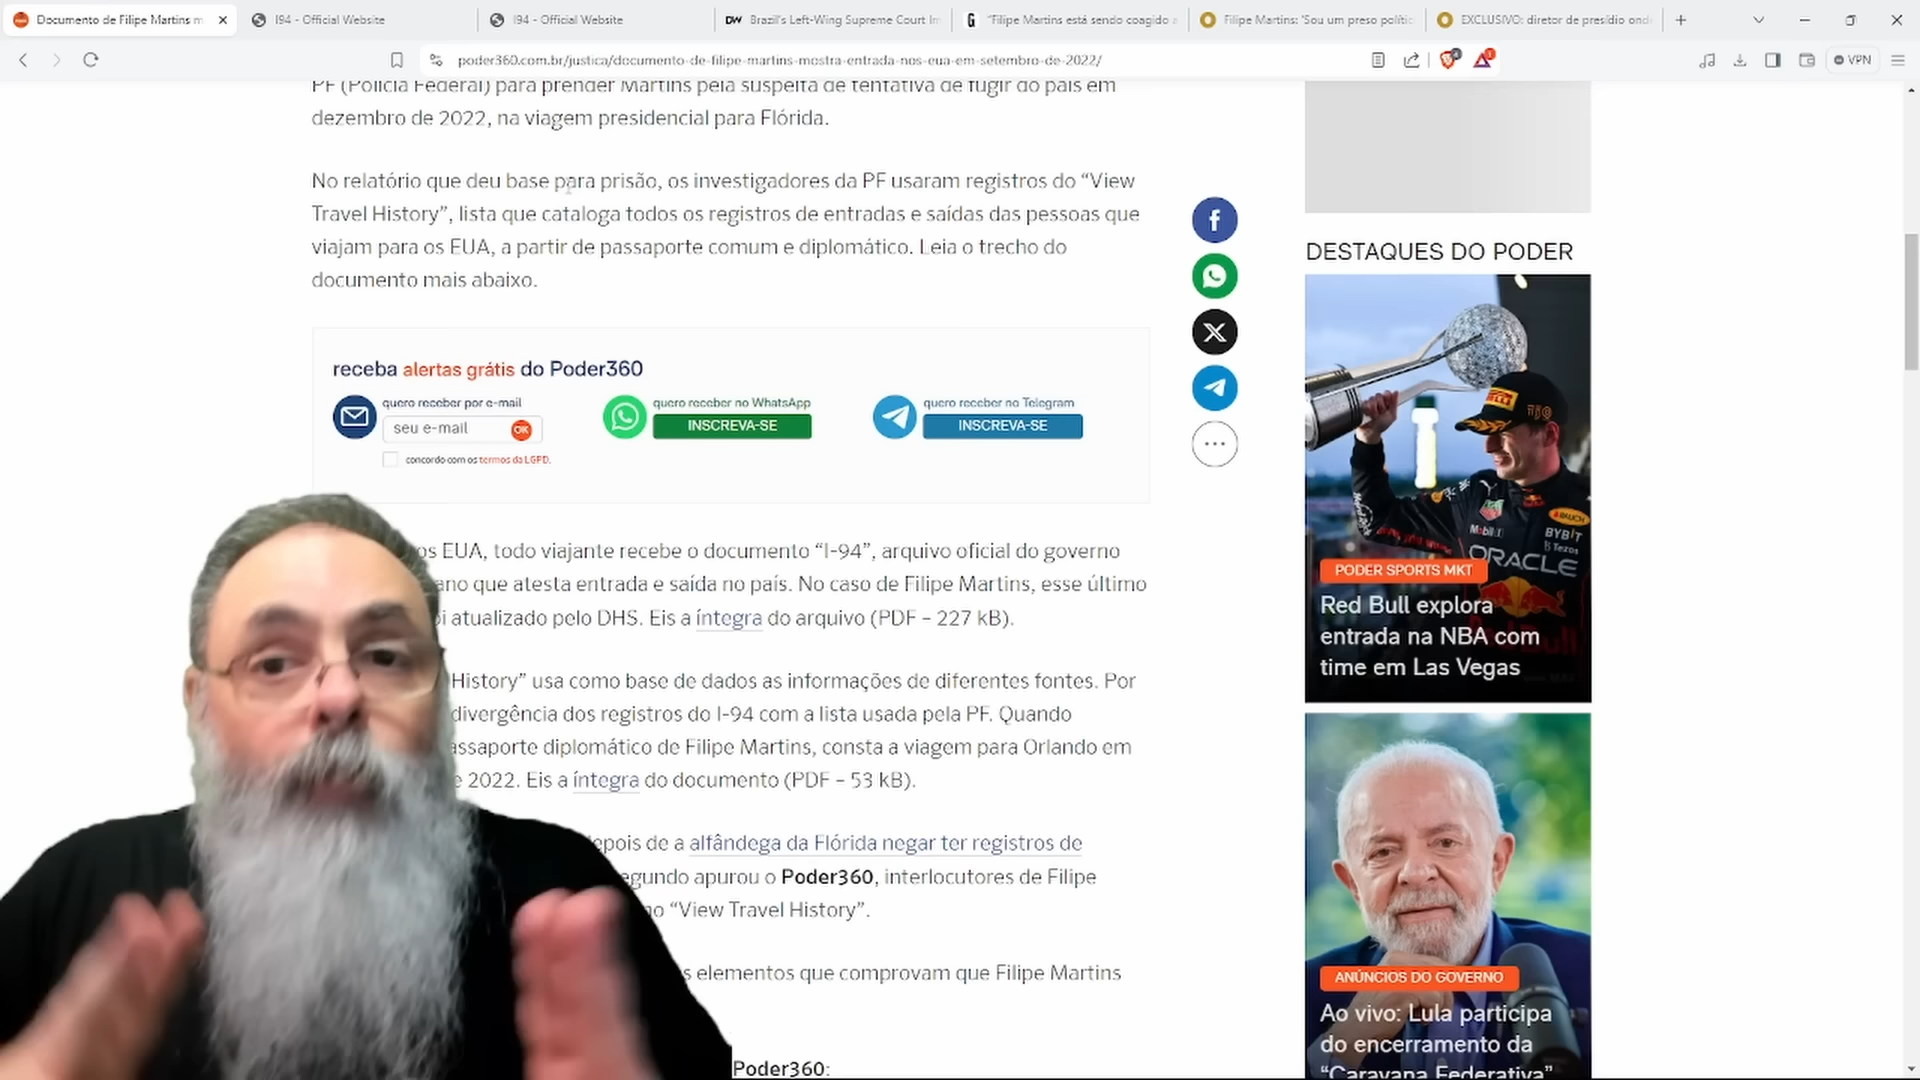 Documento de Filipe Martins m
I94 - Official Website
I94 - Official Website
DW Brazil's Left-Wing Supreme Court Im
"Filipe Martins está sendo coagido a
Filipe Martins: 'Sou um preso polític
EXCLUSIVO: diretor de presídio ond
poder360.com.br/justica/documento-de-filipe-martins-mostra-entrada-nos-eua-em-setembro-de-2022/
VPN
PF (Polícia Federal) para prender Martins pela suspeita de tentativa de fugir do país em
dezembro de 2022, na viagem presidencial para Flórida.
No relatório que deu base para prisão, os investigadores da PF usaram registros do “View
Travel History”, lista que cataloga todos os registros de entradas e saídas das pessoas que
viajam para os EUA, a partir de passaporte comum e diplomático. Leia o trecho do
documento mais abaixo.
receba alertas grátis do Poder360
quero receber por e-mail
seu e-mail
OK
concordo com os termos da LGPD.
quero receber no WhatsApp
INSCREVA-SE
quero receber no Telegram
INSCREVA-SE
os EUA, todo viajante recebe o documento “I-94”, arquivo oficial do governo
ano que atesta entrada e saída no país. No caso de Filipe Martins, esse último
i atualizado pelo DHS. Eis a íntegra do arquivo (PDF – 227 kB).
History” usa como base de dados as informações de diferentes fontes. Por
divergência dos registros do I-94 com a lista usada pela PF. Quando
assaporte diplomático de Filipe Martins, consta a viagem para Orlando em
e 2022. Eis a íntegra do documento (PDF – 53 kB).
epois de a alfândega da Flórida negar ter registros de
egundo apurou o Poder360, interlocutores de Filipe
no “View Travel History”.
s elementos que comprovam que Filipe Martins
Poder360:
DESTAQUES DO PODER
BYBIT
Tezos
Mobil
ORACLE
Red Bull
PODER SPORTS MKT
Red Bull explora
entrada na NBA com
time em Las Vegas
ANÚNCIOS DO GOVERNO
Ao vivo: Lula participa
do encerramento da
“Caravana Federativa”